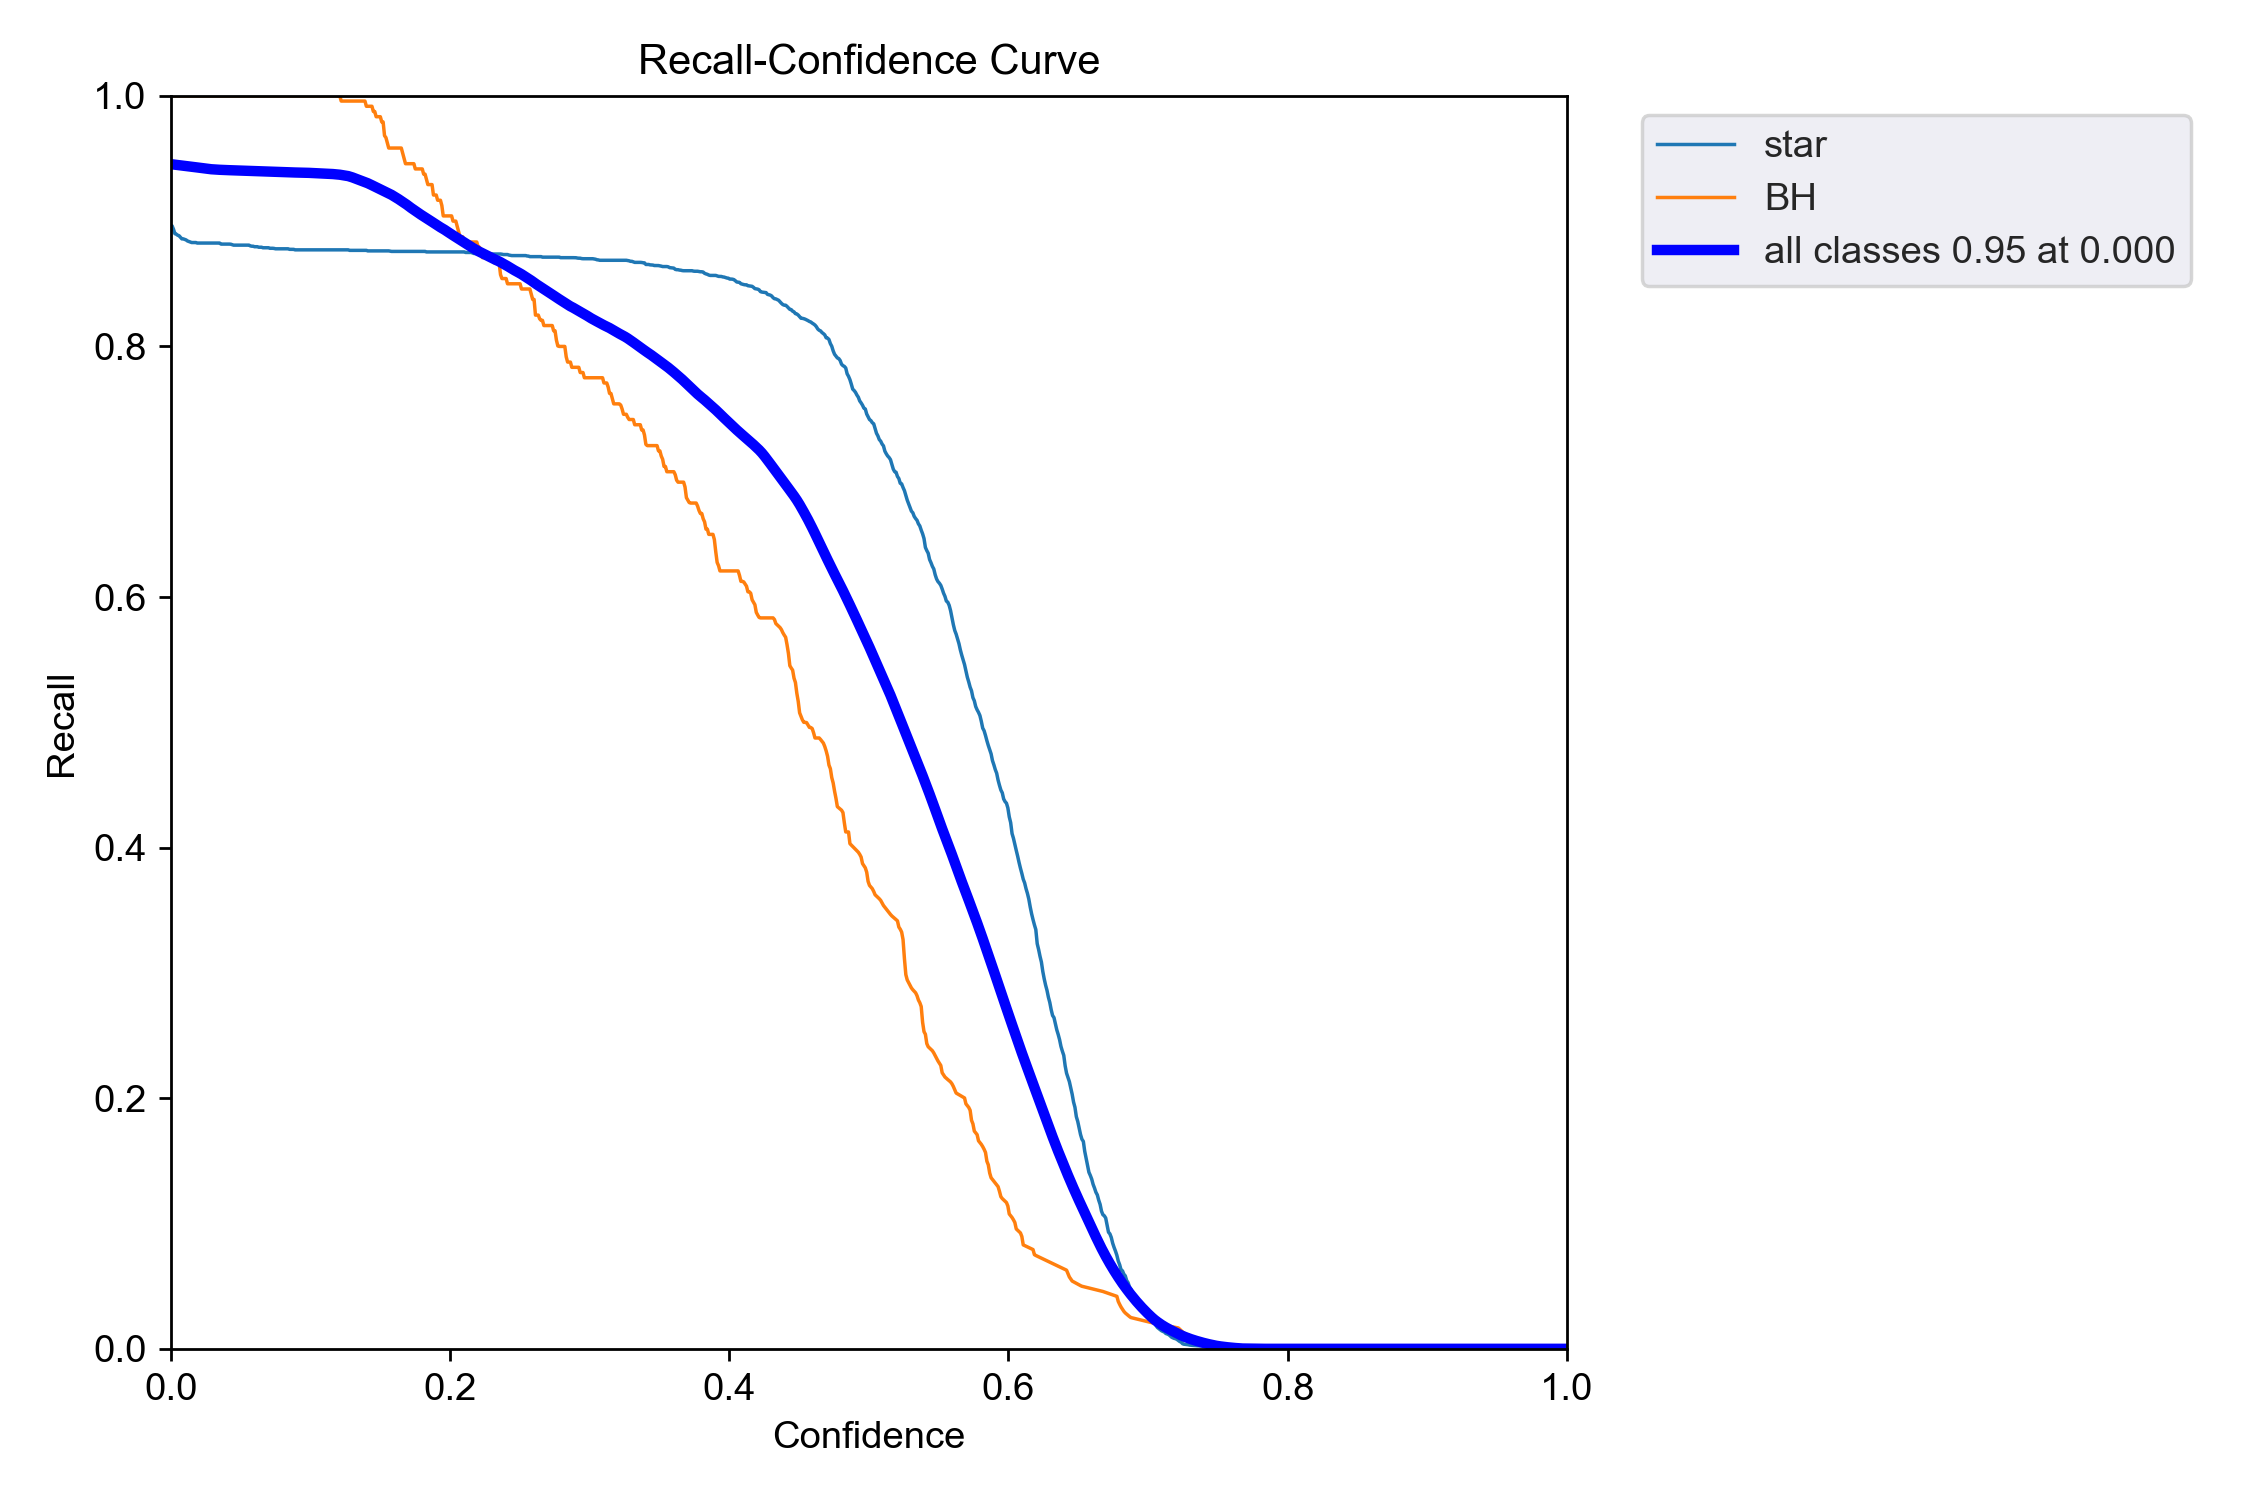 Recall-Confidence Curve
star
BH
all classes 0.95 at 0.000
1.0
0.8
0.6
0.4
0.2
0.0
Recall
0.0 0.2 0.4 0.6 0.8 1.0
Confidence